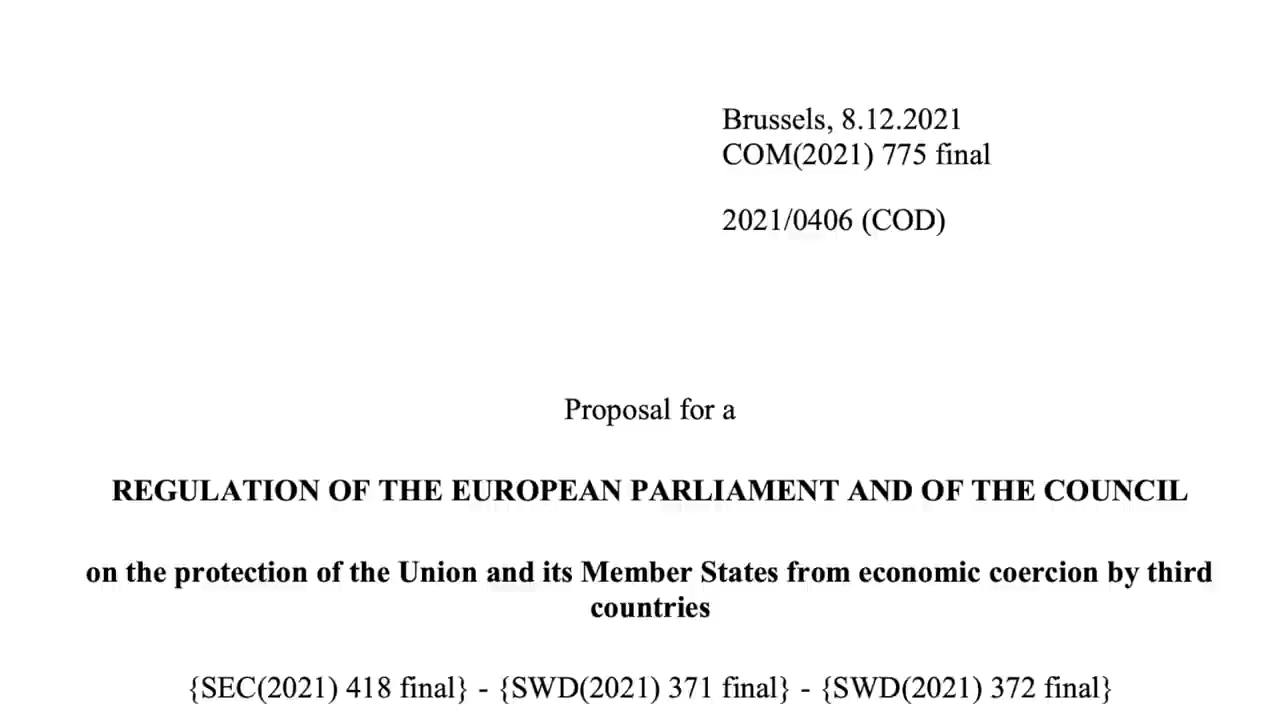 Brussels, 8.12.2021
COM(2021) 775 final
2021/0406 (COD)
Proposal for a
REGULATION OF THE EUROPEAN PARLIAMENT AND OF THE COUNCIL
on the protection of the Union and its Member States from economic coercion by third
countries
{SEC(2021) 418 final} - {SWD(2021) 371 final} - {SWD(2021) 372 final}